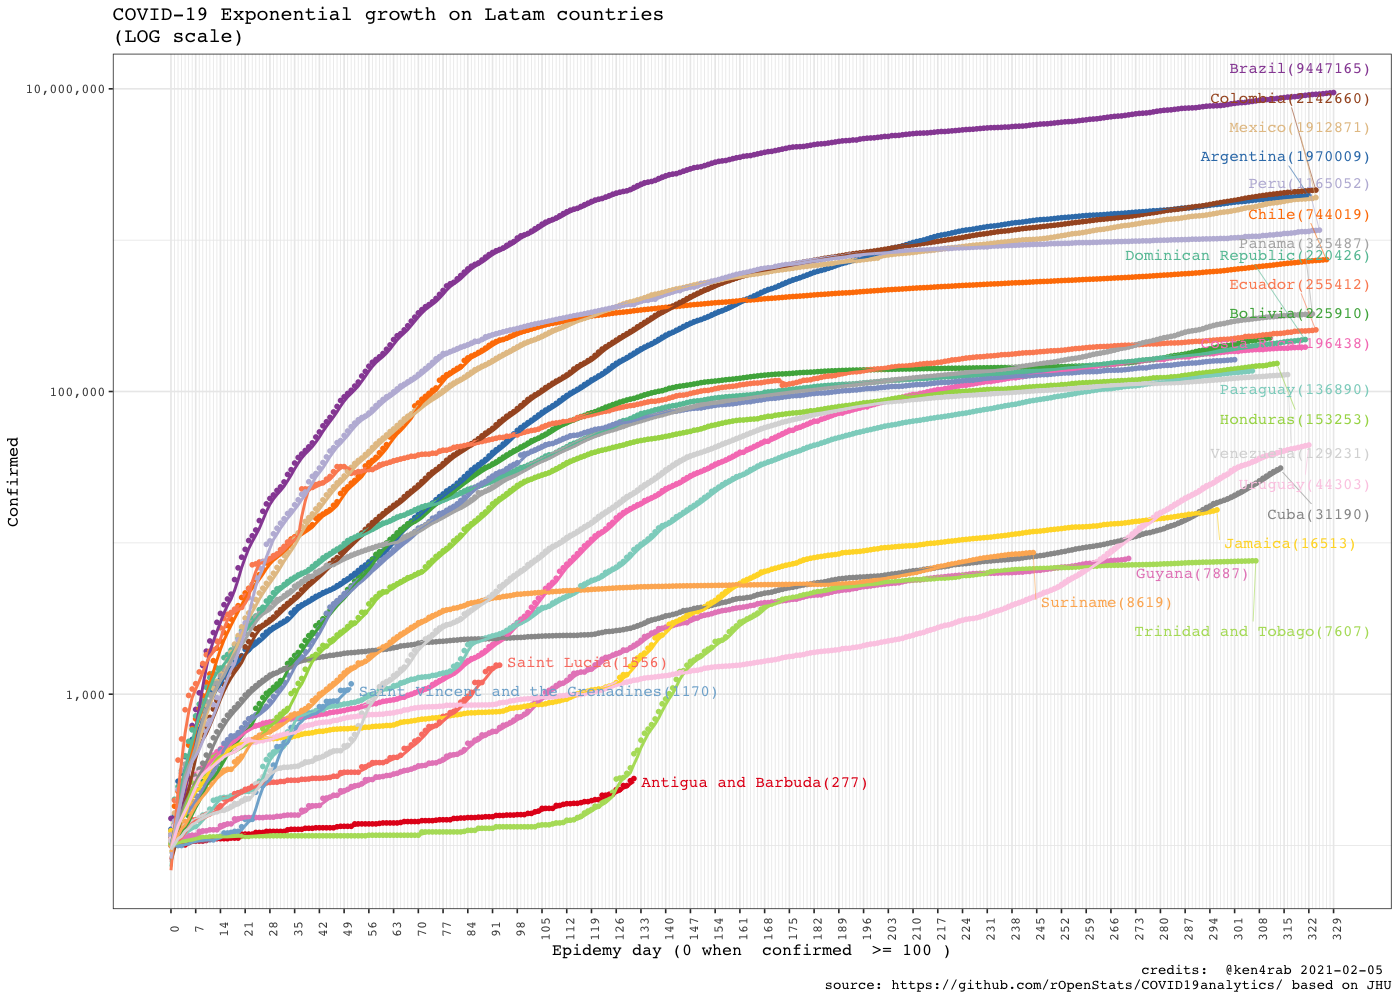 COVID-19 Exponential growth on Latam countries
(LOG scale)
Brazil(9447165)
10,000,000
Colombia(2142660)
Mexico(1912871)
Argentina(1970009)
Peru(1165052)
Chile(744019)
Panama(325487)
Dominican Republic(220426)
Ecuador(255412)
Bolivia(225910)
196438)
100,000
Paraguay(136890)
Honduras(153253)
Venezuela(129231)
Uruguay(44303)
Confirmed
Cuba(31190)
Jamaica(16513)
Guyana(7887)
Suriname(8619)
Trinidad and Tobago(7607)
Saint Lucia(1556)
Saint Vincent and the Grenadines(1170)
1,000
Antigua and Barbuda(277)
0 7 14 21 28 35 42 49 56 63 70 77 84 91 98 105 112 119 126 133 140 147 154 161 168 175 182 189 196 203 210 217 224 231 238 245 252 259 266 273 280 287 294 301 308 315 322 329
Epidemy day (0 when  confirmed  >= 100 )
credits:  @ken4rab 2021-02-05
source: https://github.com/rOpenStats/COVID19analytics/ based on JHU